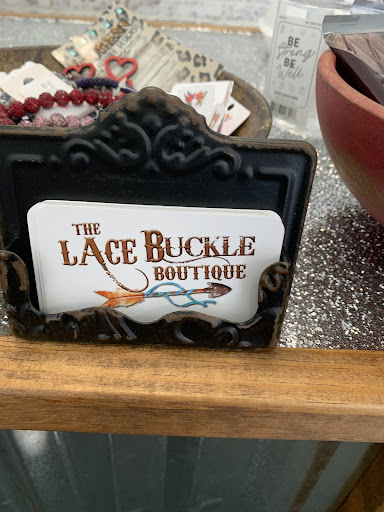 BE
Strong
BE
Well
THE
LACE BUCKLE
BOUTIQUE